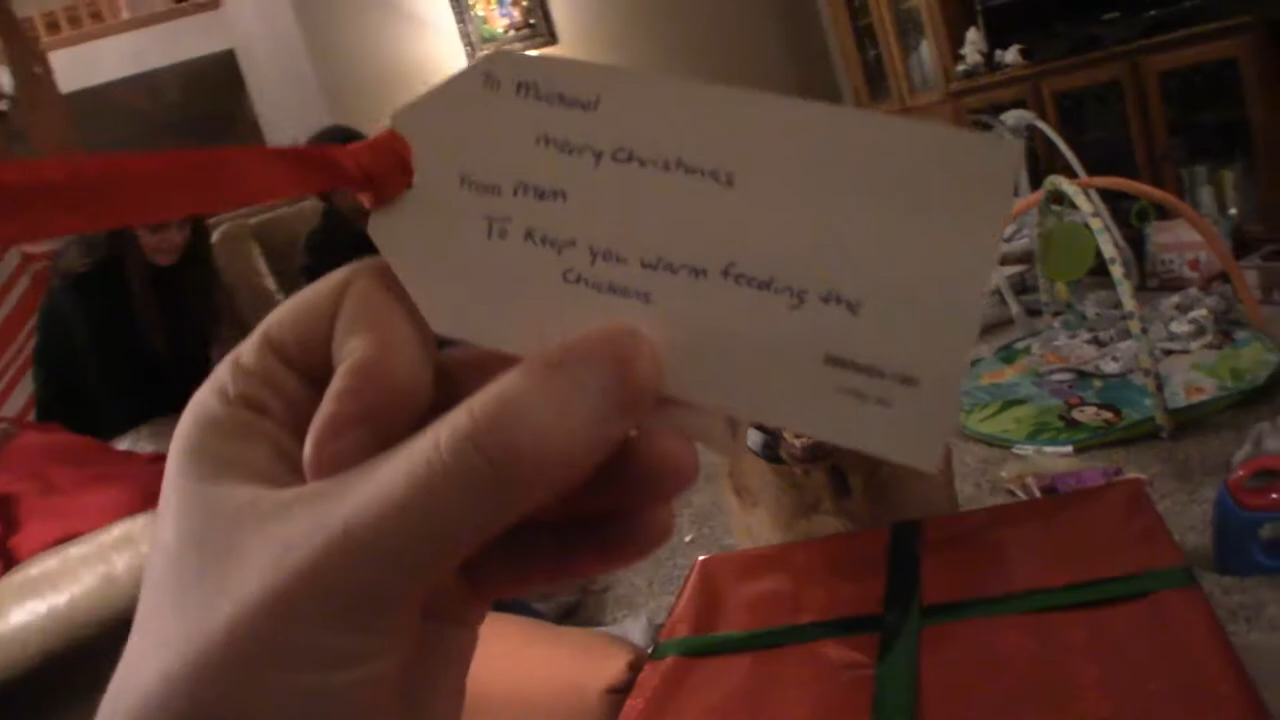 To Michael
merry Christmas
From Mom
To Keep you warm feeding the
Chickens